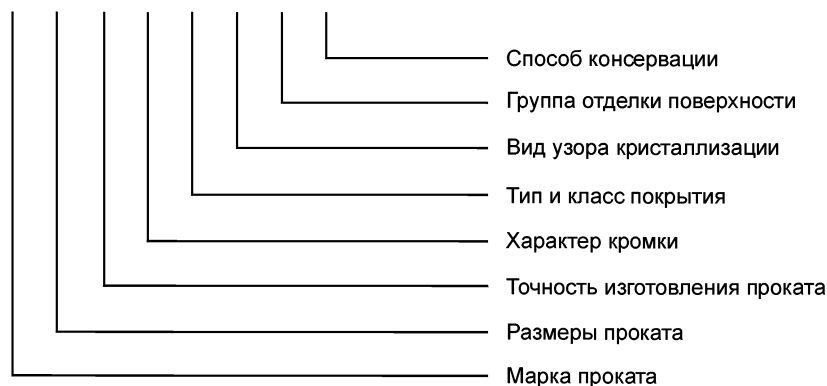 Способ консервации
Группа отделки поверхности
Вид узора кристаллизации
Тип и класс покрытия
Характер кромки
Точность изготовления проката
Размеры проката
Марка проката